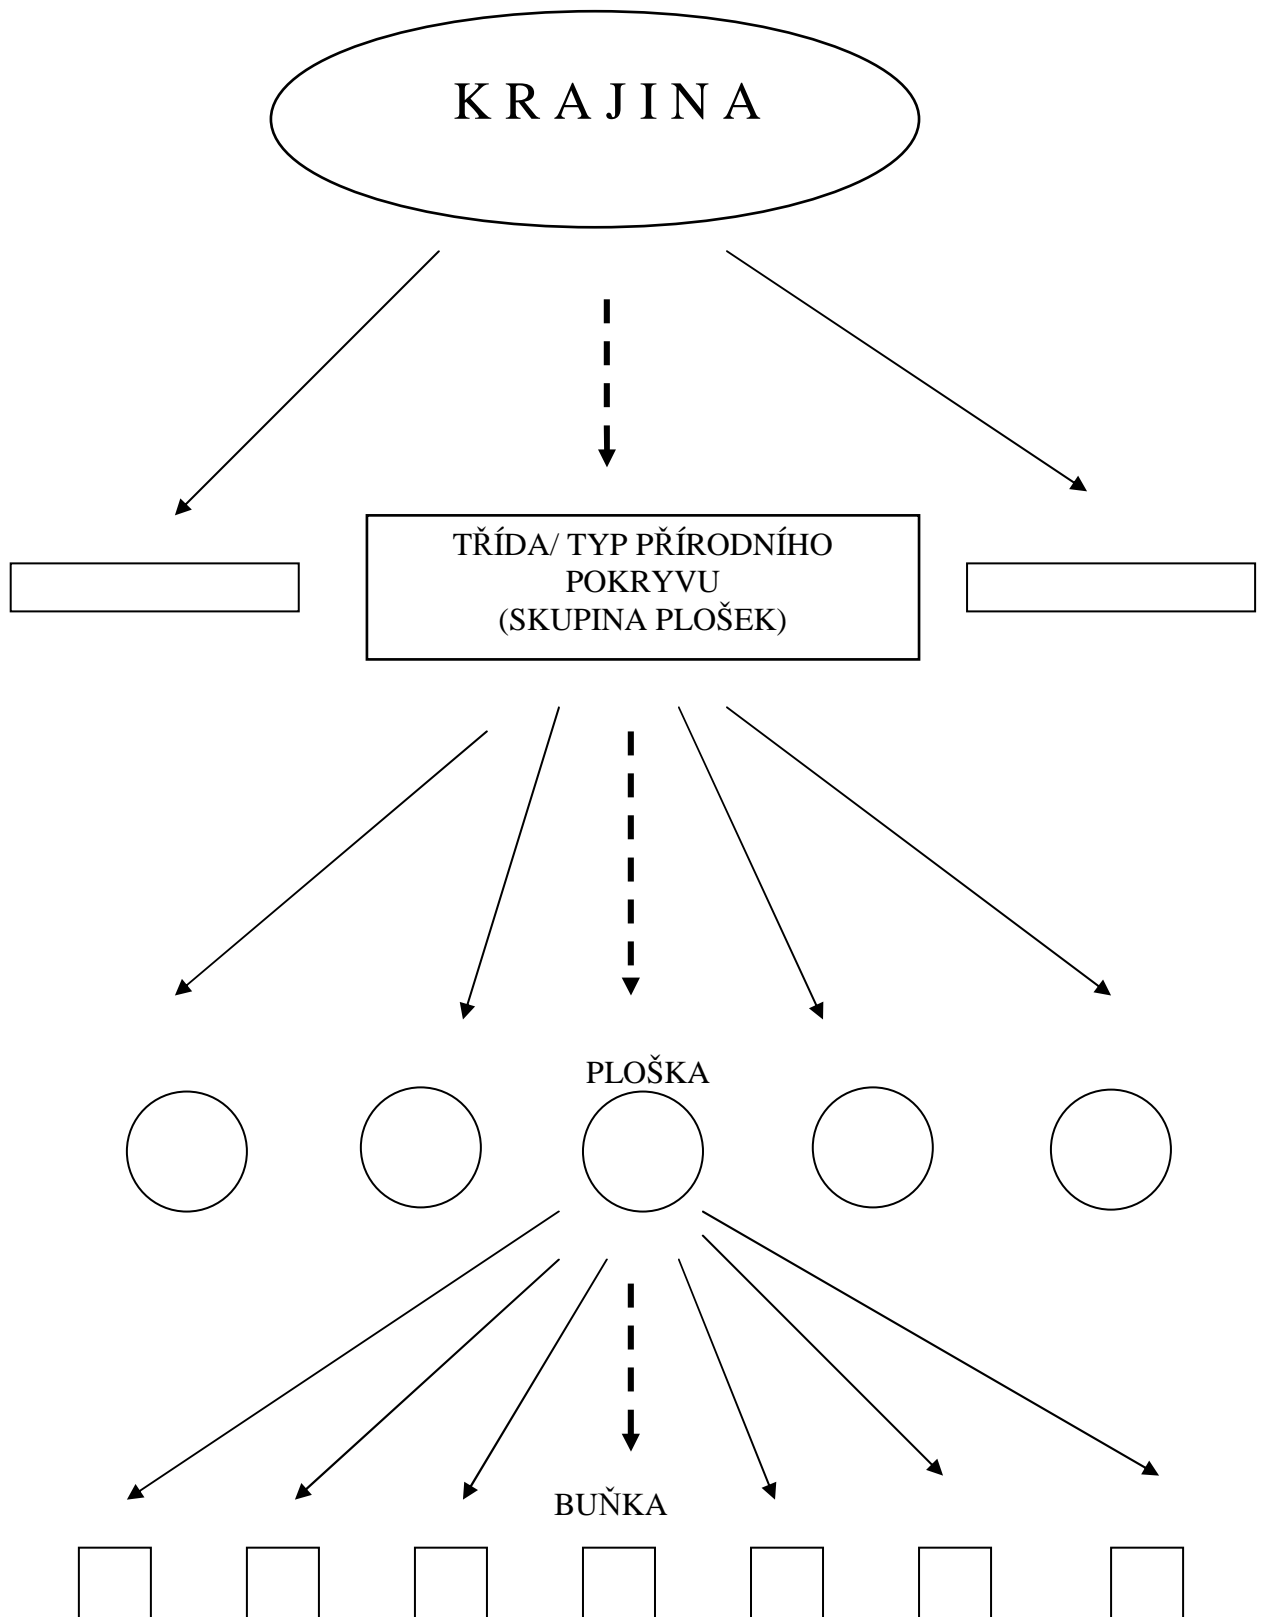 K R A J I N A
TŘÍDA/ TYP PŘÍRODNÍHO
POKRYVU
(SKUPINA PLOŠEK)
PLOŠKA
BUŇKA